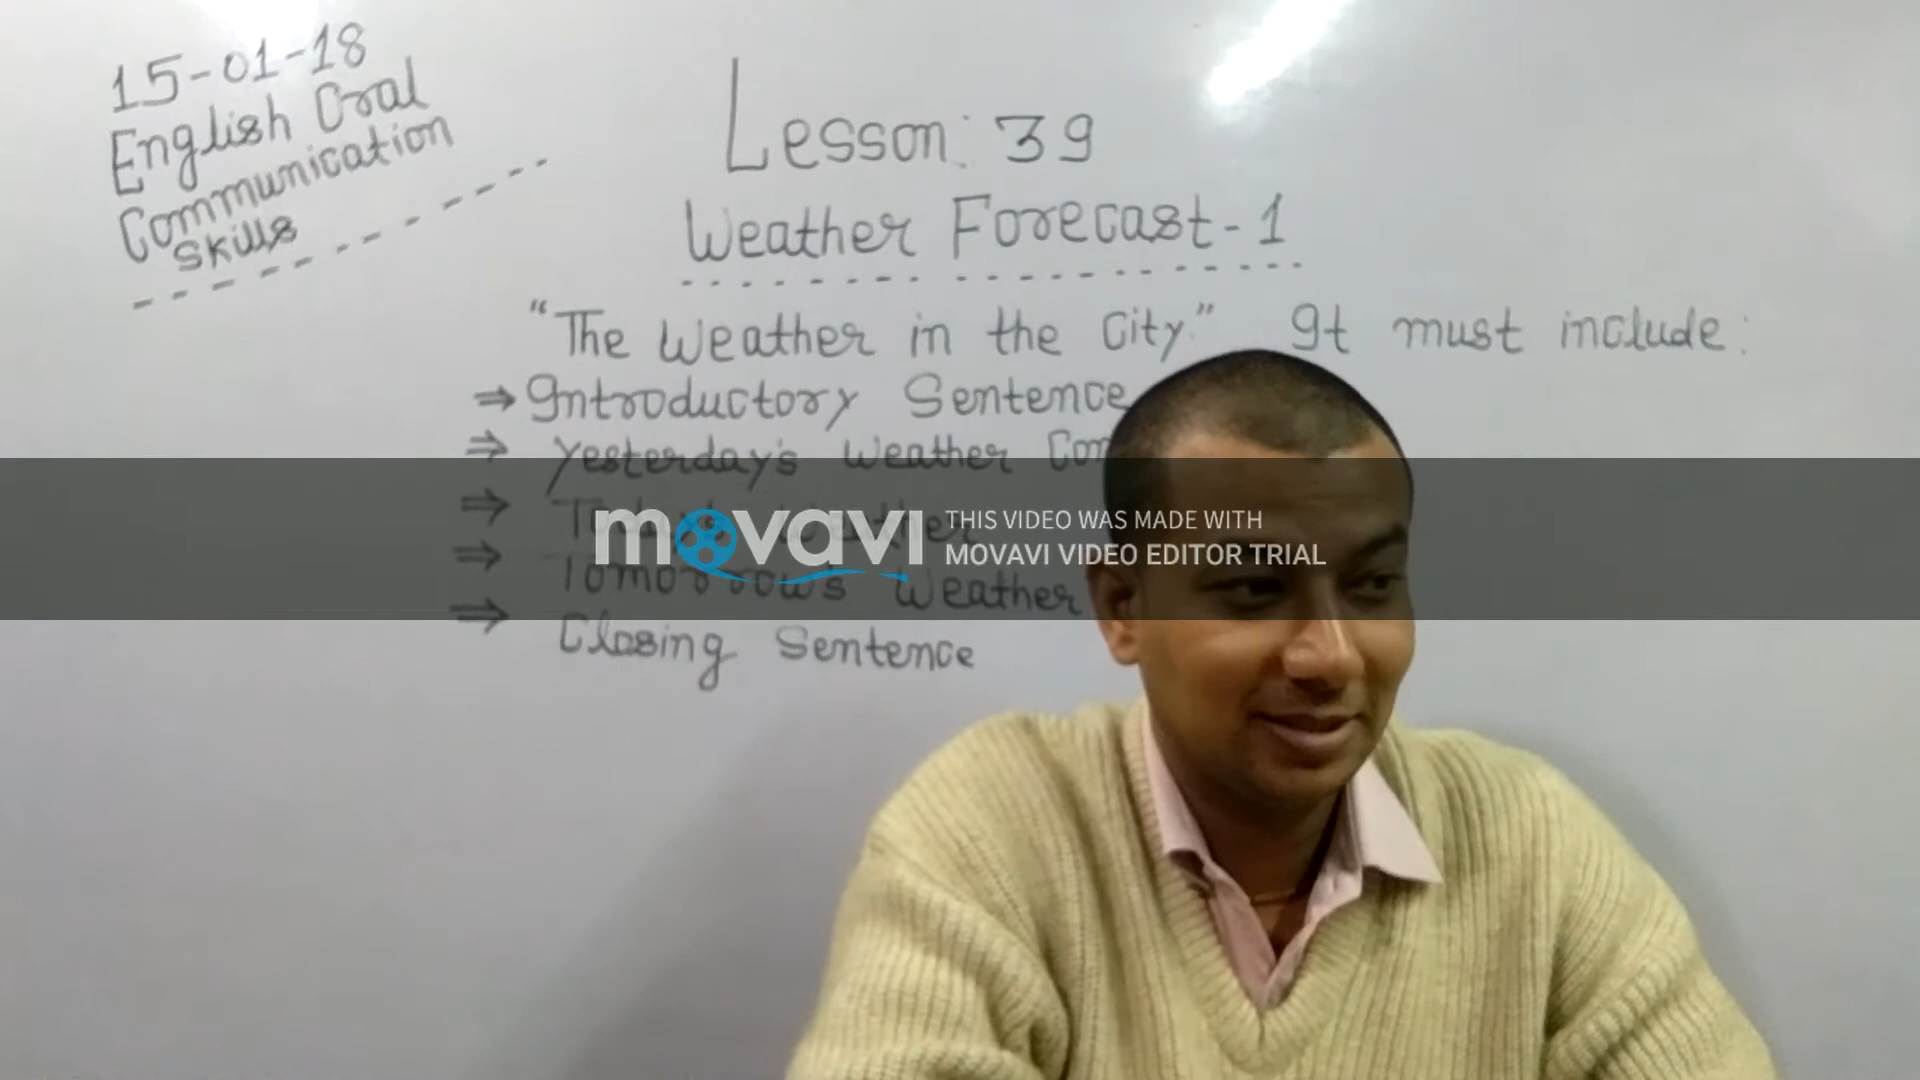 15-01-18
English Oral
Communication
Skills
Lesson: 39
Weather Forecast-1
"The Weather in the City." It must include:
⇒ Introductory Sentence
⇒ Yesterday's Weather
⇒ Weather
⇒ Tomorrow's Weather
⇒ Closing Sentence
movavi
THIS VIDEO WAS MADE WITH
MOVAVI VIDEO EDITOR TRIAL